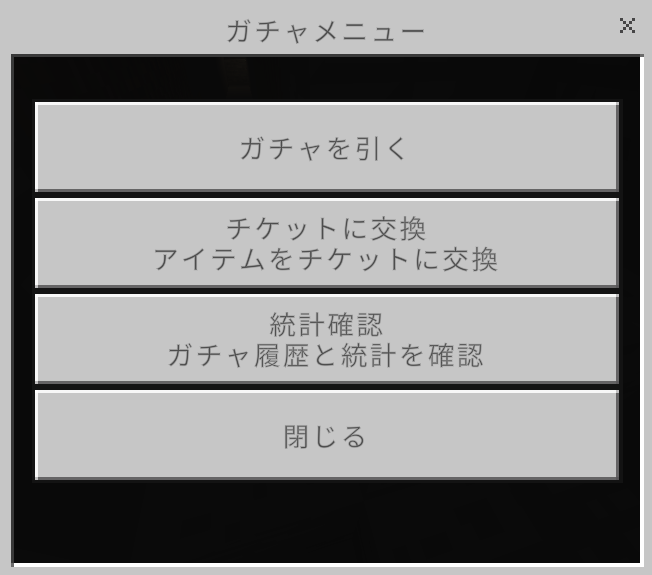 ガチャメニュー
ガチャを引く
チケットに交換
アイテムをチケットに交換
統計確認
ガチャ履歴と統計を確認
閉じる